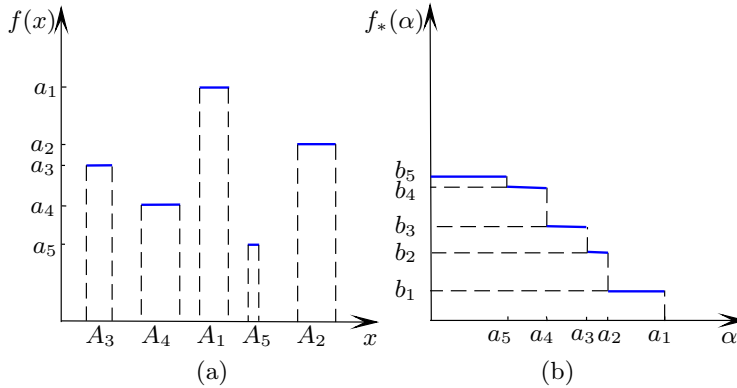 f(x)
a₁
a₂
a₃
a₄
a₅
A₃ A₄ A₁ A₅ A₂ x
(a)
f∗(α)
b₅
b₄
b₃
b₂
b₁
a₅ a₄ a₃ a₂ a₁ α
(b)